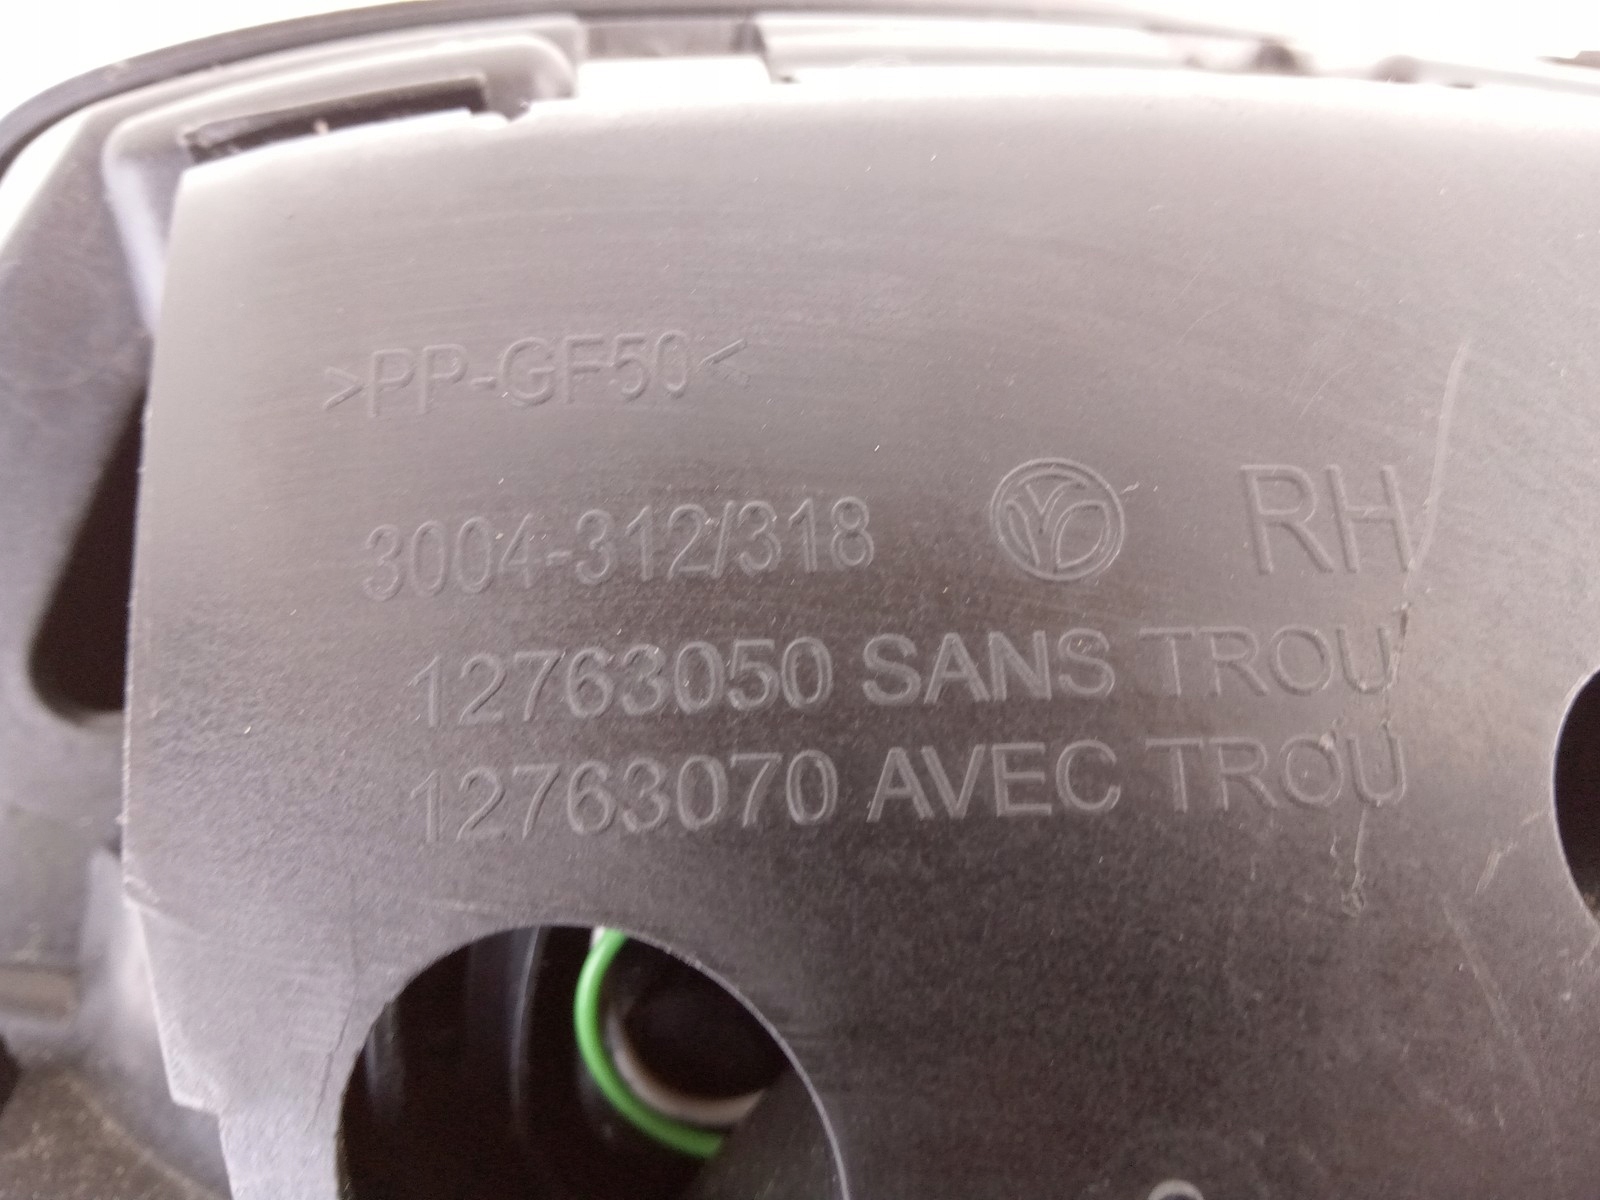 >PP-GF50<
3004-312/318 RH
12763050 SANS TROU
12763070 AVEC TROU